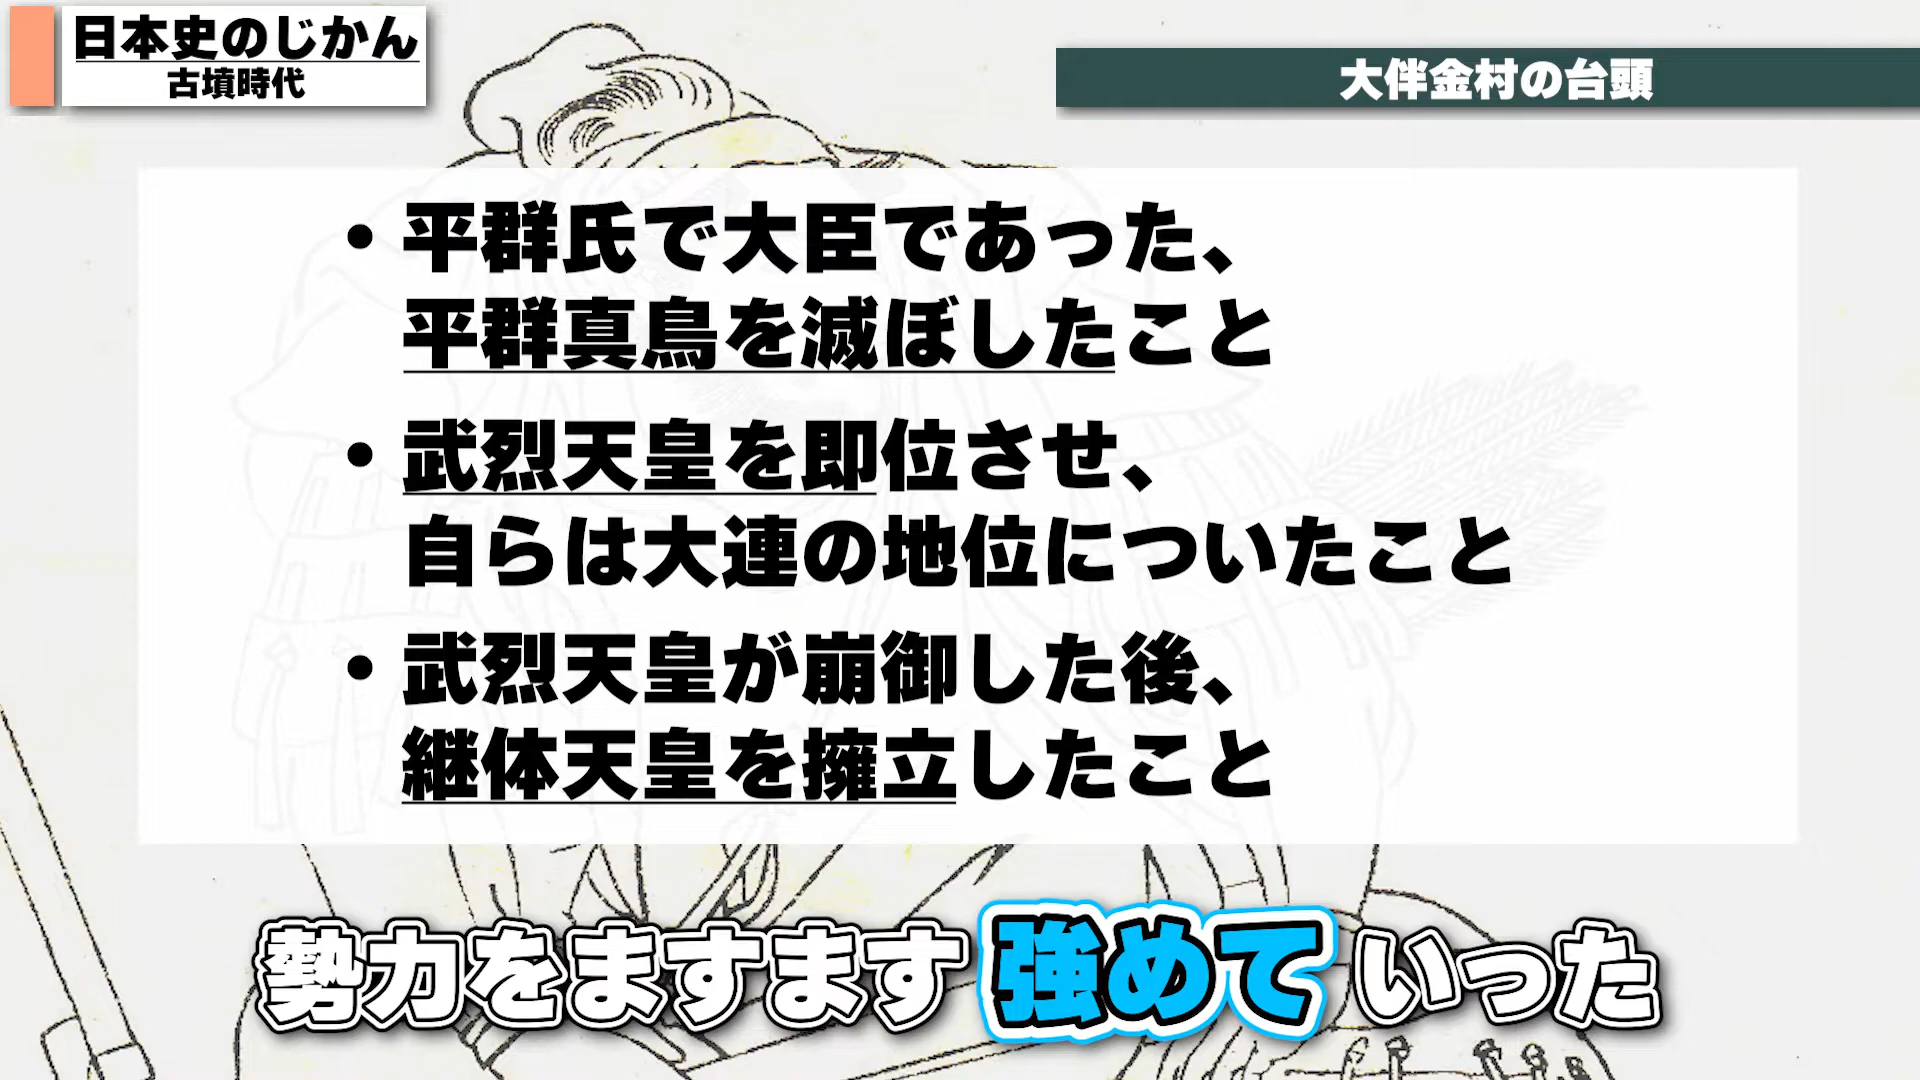 日本史のじかん
古墳時代
大伴金村の台頭
・平群氏で大臣であった、
平群真鳥を滅ぼしたこと
・武烈天皇を即位させ、
自らは大連の地位についたこと
・武烈天皇が崩御した後、
継体天皇を擁立したこと
勢力をますます強めていった